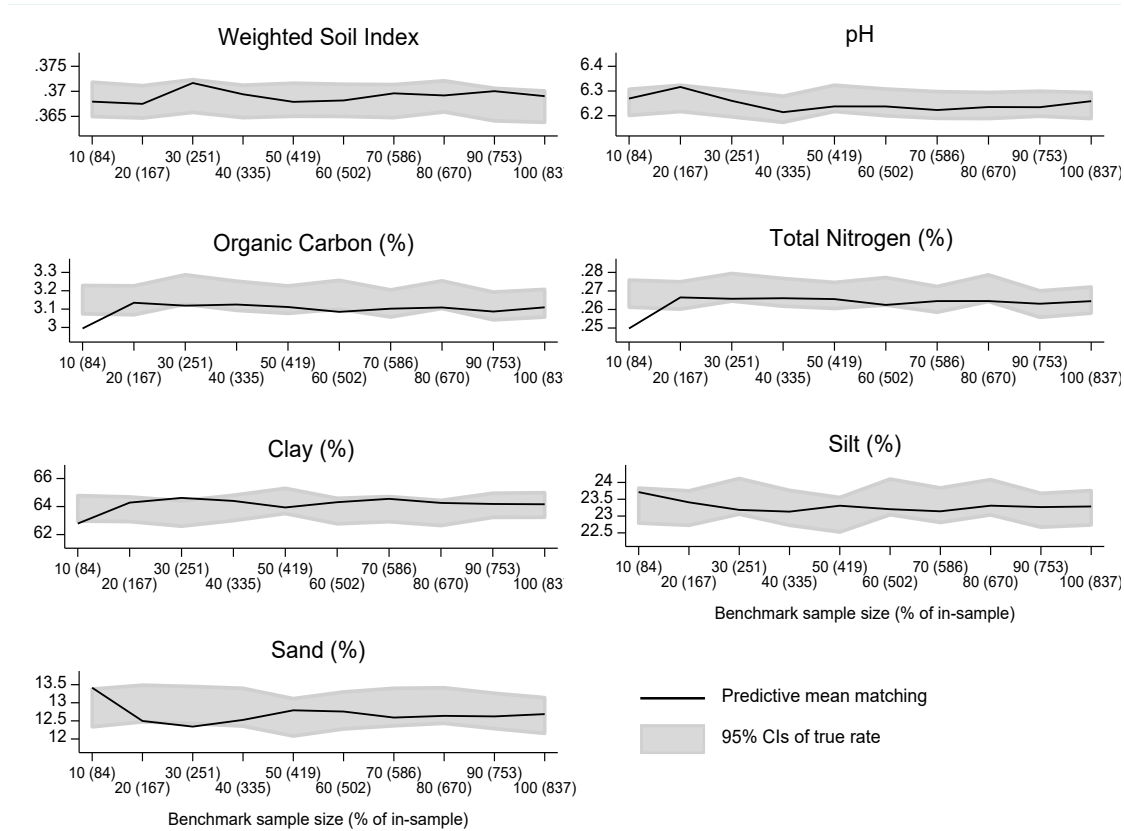 Weighted Soil Index
.375
.37
.365
10 (84) 30 (251) 50 (419) 70 (586) 90 (753)
20 (167) 40 (335) 60 (502) 80 (670) 100 (83
pH
6.4
6.3
6.2
10 (84) 30 (251) 50 (419) 70 (586) 90 (753)
20 (167) 40 (335) 60 (502) 80 (670) 100 (837)
Organic Carbon (%)
3.3
3.2
3.1
3
10 (84) 30 (251) 50 (419) 70 (586) 90 (753)
20 (167) 40 (335) 60 (502) 80 (670) 100 (83
Total Nitrogen (%)
.28
.27
.26
.25
10 (84) 30 (251) 50 (419) 70 (586) 90 (753)
20 (167) 40 (335) 60 (502) 80 (670) 100 (837)
Clay (%)
66
64
62
10 (84) 30 (251) 50 (419) 70 (586) 90 (753)
20 (167) 40 (335) 60 (502) 80 (670) 100 (83
Silt (%)
24
23.5
23
22.5
10 (84) 30 (251) 50 (419) 70 (586) 90 (753)
20 (167) 40 (335) 60 (502) 80 (670) 100 (837)
Benchmark sample size (% of in-sample)
Sand (%)
13.5
13
12.5
12
10 (84) 30 (251) 50 (419) 70 (586) 90 (753)
20 (167) 40 (335) 60 (502) 80 (670) 100 (837)
Benchmark sample size (% of in-sample)
Predictive mean matching
95% CIs of true rate